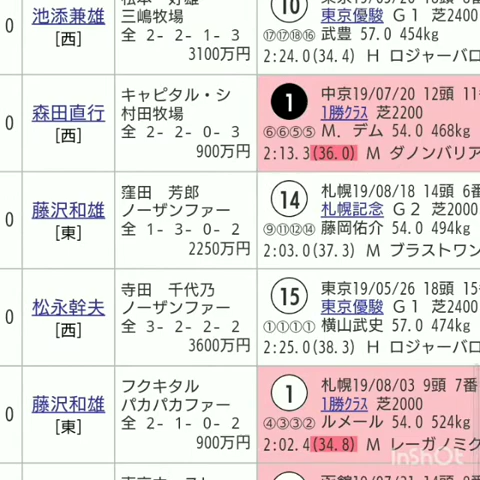 池添兼雄
[西]
三嶋牧場
全 2- 2- 1- 3
3100万円
⑩
東京優駿 G1 芝2400
⑰⑰⑱⑯ 武豊 57.0 454kg
2:24.0(34.4) H ロジャーバロ
0
森田直行
[西]
キャピタル・シ
村田牧場
全 2- 2- 0- 3
900万円
❶
中京19/07/20 12頭 11
1勝クラス 芝2200
⑥⑥⑤⑤ M．デム 54.0 468kg
2:13.3(36.0) M ダノンバリア
0
藤沢和雄
[東]
窪田　芳郎
ノーザンファー
全 1- 3- 0- 2
2250万円
⑭
札幌19/08/18 14頭 6番
札幌記念 G2 芝2000
⑨⑪⑫⑭ 藤岡佑介 54.0 494kg
2:03.0(37.3) M ブラストワン
0
松永幹夫
[西]
寺田　千代乃
ノーザンファー
全 3- 2- 2- 2
3600万円
⑮
東京19/05/26 18頭 15
東京優駿 G1 芝2400
①①①① 横山武史 57.0 474kg
2:25.0(38.3) H ロジャーバロ
0
藤沢和雄
[東]
フクキタル
パカパカファー
全 2- 1- 0- 2
900万円
①
札幌19/08/03 9頭 7番
1勝クラス 芝2000
④③③② ルメール 54.0 524kg
2:02.4(34.8) M レーガノミク
0
InShOt